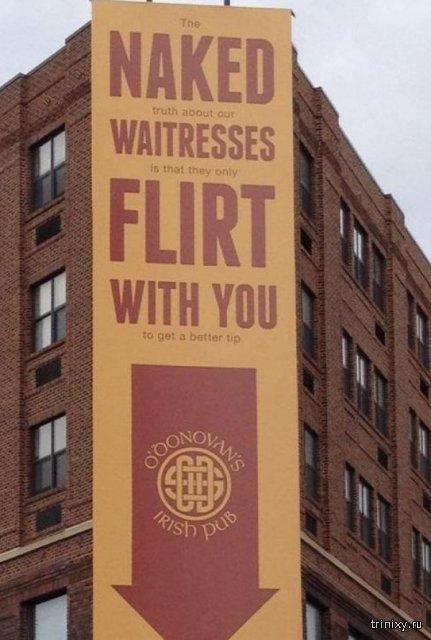 The
NAKED
truth about our
WAITRESSES
is that they only
FLIRT
WITH YOU
to get a better tip
O'DONOVAN'S
IRISH PUB
trinixy.ru